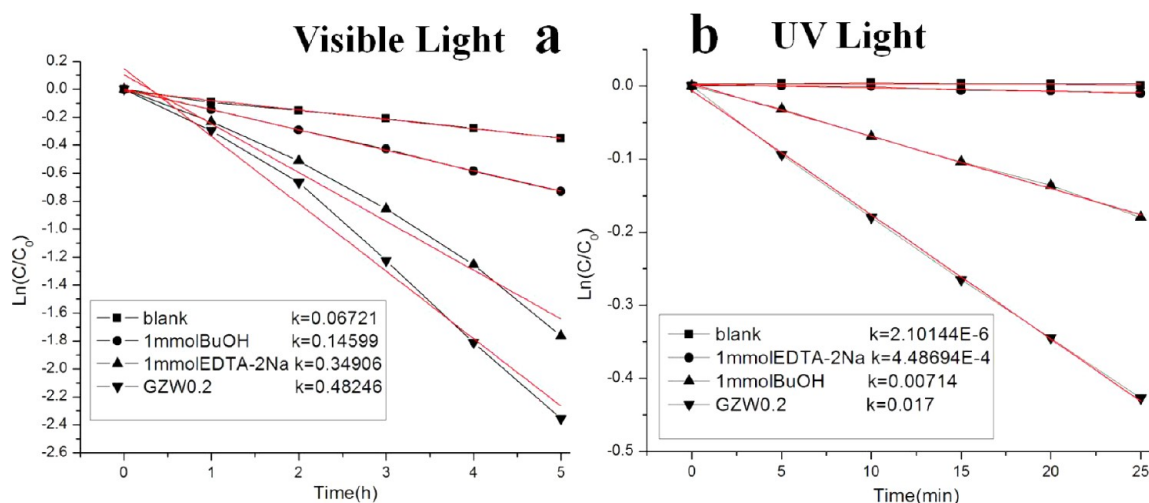 Visible Light a
0.2
0.0
-0.2
-0.4
-0.6
-0.8
-1.0
-1.2
-1.4
-1.6
-1.8
-2.0
-2.2
-2.4
-2.6
Ln(C/C0)
blank k=0.06721
1mmolBuOH k=0.14599
1mmolEDTA-2Na k=0.34906
GZW0.2 k=0.48246
0 1 2 3 4 5
Time(h)
b UV Light
0.0
-0.1
-0.2
-0.3
-0.4
-0.5
Ln(C/C0)
blank k=2.10144E-6
1mmolEDTA-2Na k=4.48694E-4
1mmolBuOH k=0.00714
GZW0.2 k=0.017
0 5 10 15 20 25
Time(min)